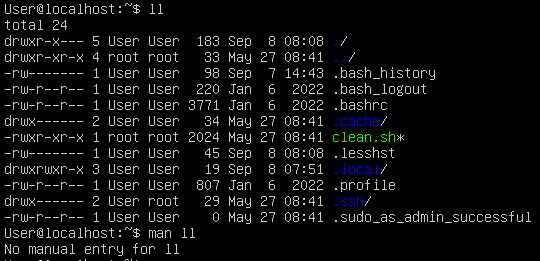 User@localhost:~$ ll
total 24
drwxr-x--- 5 User User  183 Sep  8 08:08 ./
drwxr-xr-x 4 root root   33 May 27 08:41 ../
-rw------- 1 User User   98 Sep  7 14:43 .bash_history
-rw-r--r-- 1 User User  220 Jan  6  2022 .bash_logout
-rw-r--r-- 1 User User 3771 Jan  6  2022 .bashrc
drwx------ 2 User User   34 May 27 08:41 .cache/
-rwxr-xr-x 1 root root 2024 May 27 08:41 clean.sh*
-rw------- 1 User User   45 Sep  8 08:08 .lesshst
drwxrwxr-x 3 User User   19 Sep  8 07:51 .local/
-rw-r--r-- 1 User User  807 Jan  6  2022 .profile
drwx------ 2 User root   29 May 27 08:41 .ssh/
-rw-r--r-- 1 User User    0 May 27 08:41 .sudo_as_admin_successful
User@localhost:~$ man ll
No manual entry for ll